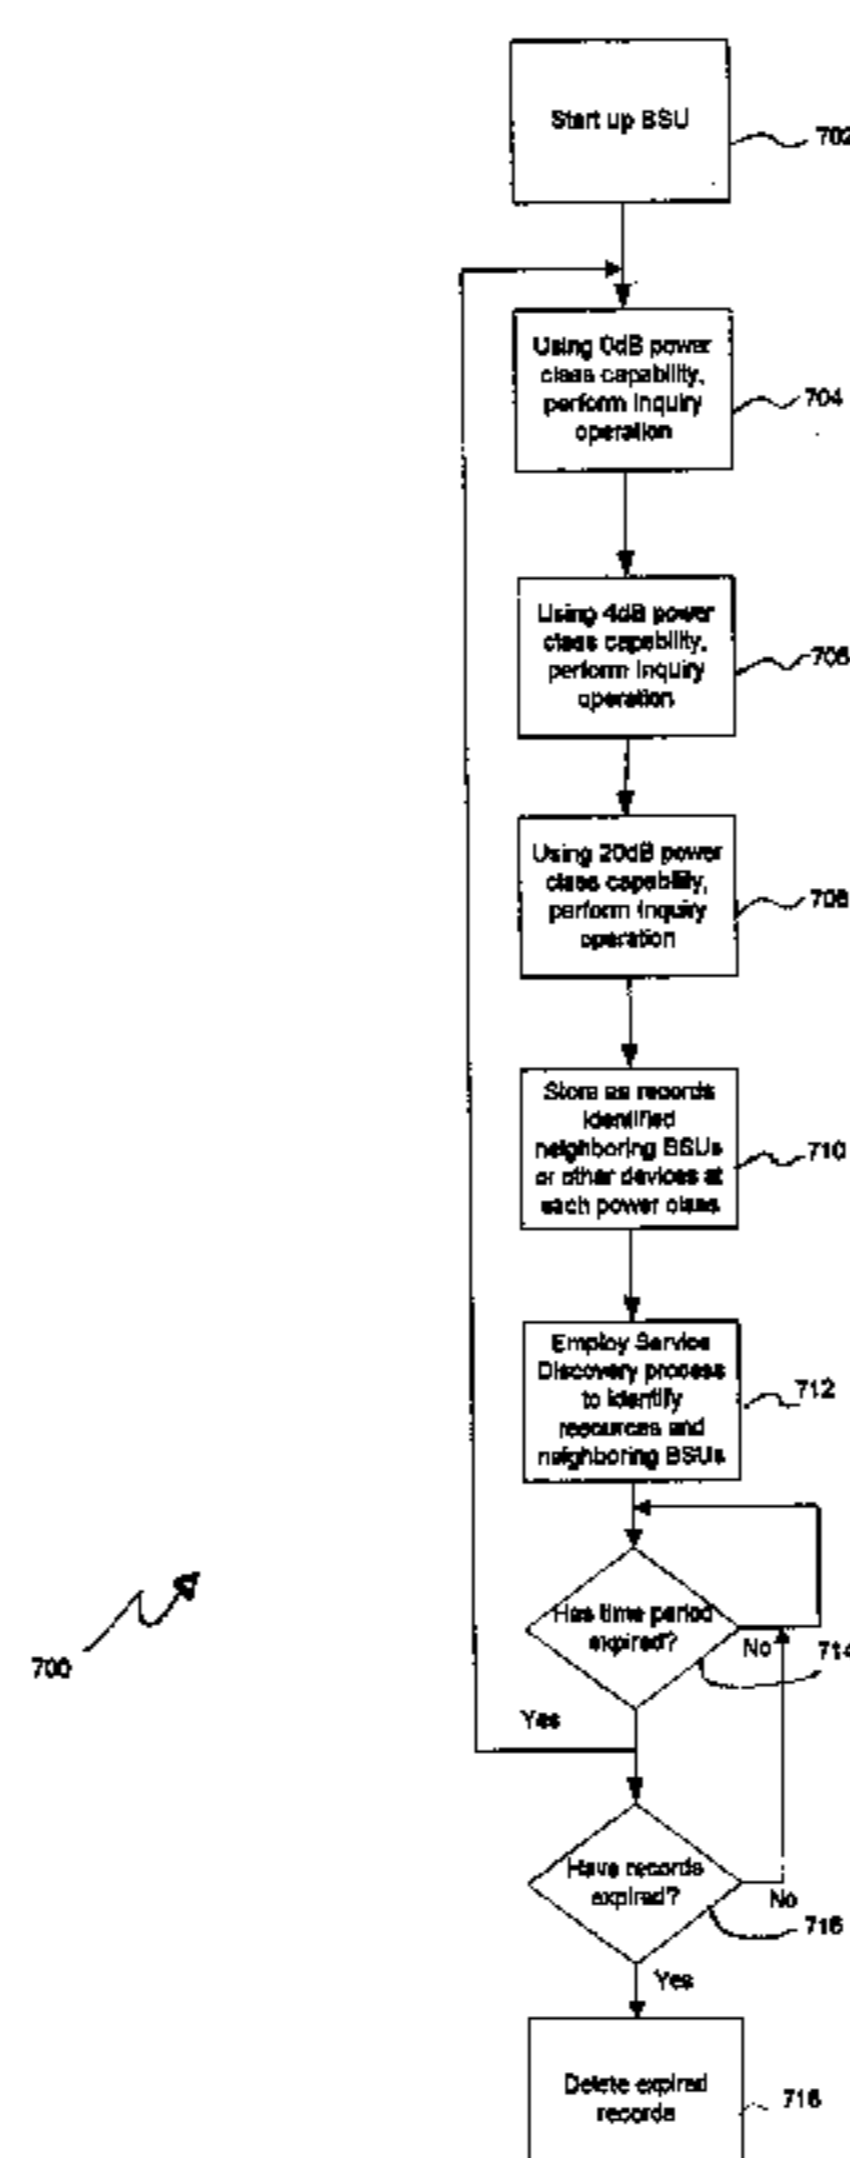 Start up BSU
702
Using 0dB power
class capability,
perform inquiry
operation
704
Using 4dB power
class capability,
perform inquiry
operation
706
Using 20dB power
class capability,
perform inquiry
operation
708
Store as records
identified
neighboring BSUs
or other devices at
each power class
710
Employ Service
Discovery process
to identify
resources and
neighboring BSUs
712
Has time period
expired?
No
714
700
Yes
Have records
expired?
No
716
Yes
Delete expired
records
718